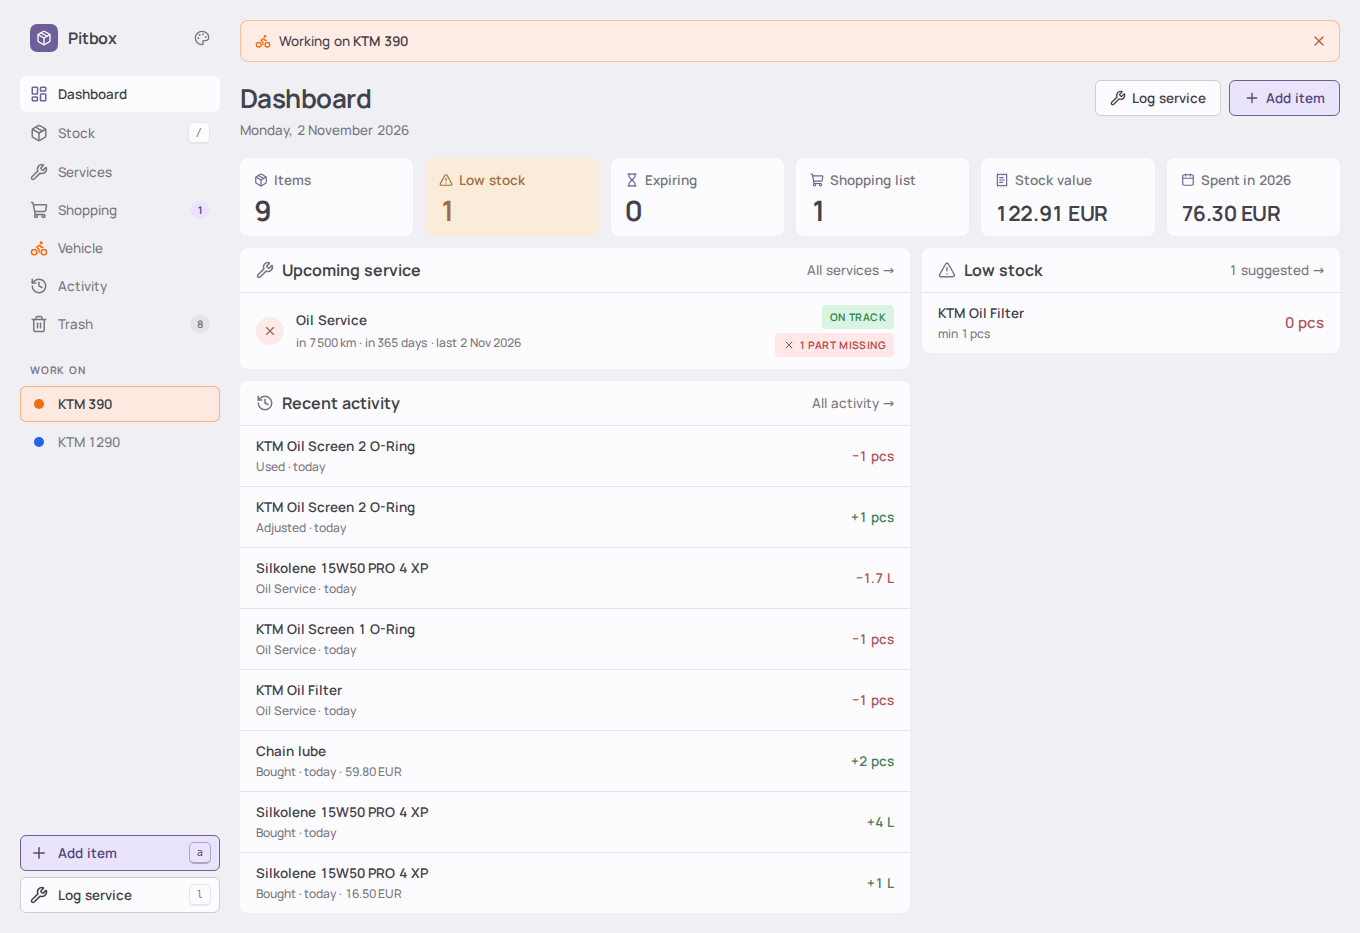 Pitbox
Dashboard
Stock /
Services
Shopping 1
Vehicle
Activity
Trash 8
WORK ON
KTM 390
KTM 1290
Add item a
Log service l
Working on KTM 390
Dashboard
Monday, 2 November 2026
Log service
Add item
Items
9
Low stock
1
Expiring
0
Shopping list
1
Stock value
122.91 EUR
Spent in 2026
76.30 EUR
Upcoming service
All services →
Oil Service
in 7 500 km · in 365 days · last 2 Nov 2026
ON TRACK
1 PART MISSING
Low stock
1 suggested →
KTM Oil Filter
min 1 pcs
0 pcs
Recent activity
All activity →
KTM Oil Screen 2 O-Ring
Used · today
−1 pcs
KTM Oil Screen 2 O-Ring
Adjusted · today
+1 pcs
Silkolene 15W50 PRO 4 XP
Oil Service · today
−1.7 L
KTM Oil Screen 1 O-Ring
Oil Service · today
−1 pcs
KTM Oil Filter
Oil Service · today
−1 pcs
Chain lube
Bought · today · 59.80 EUR
+2 pcs
Silkolene 15W50 PRO 4 XP
Bought · today
+4 L
Silkolene 15W50 PRO 4 XP
Bought · today · 16.50 EUR
+1 L